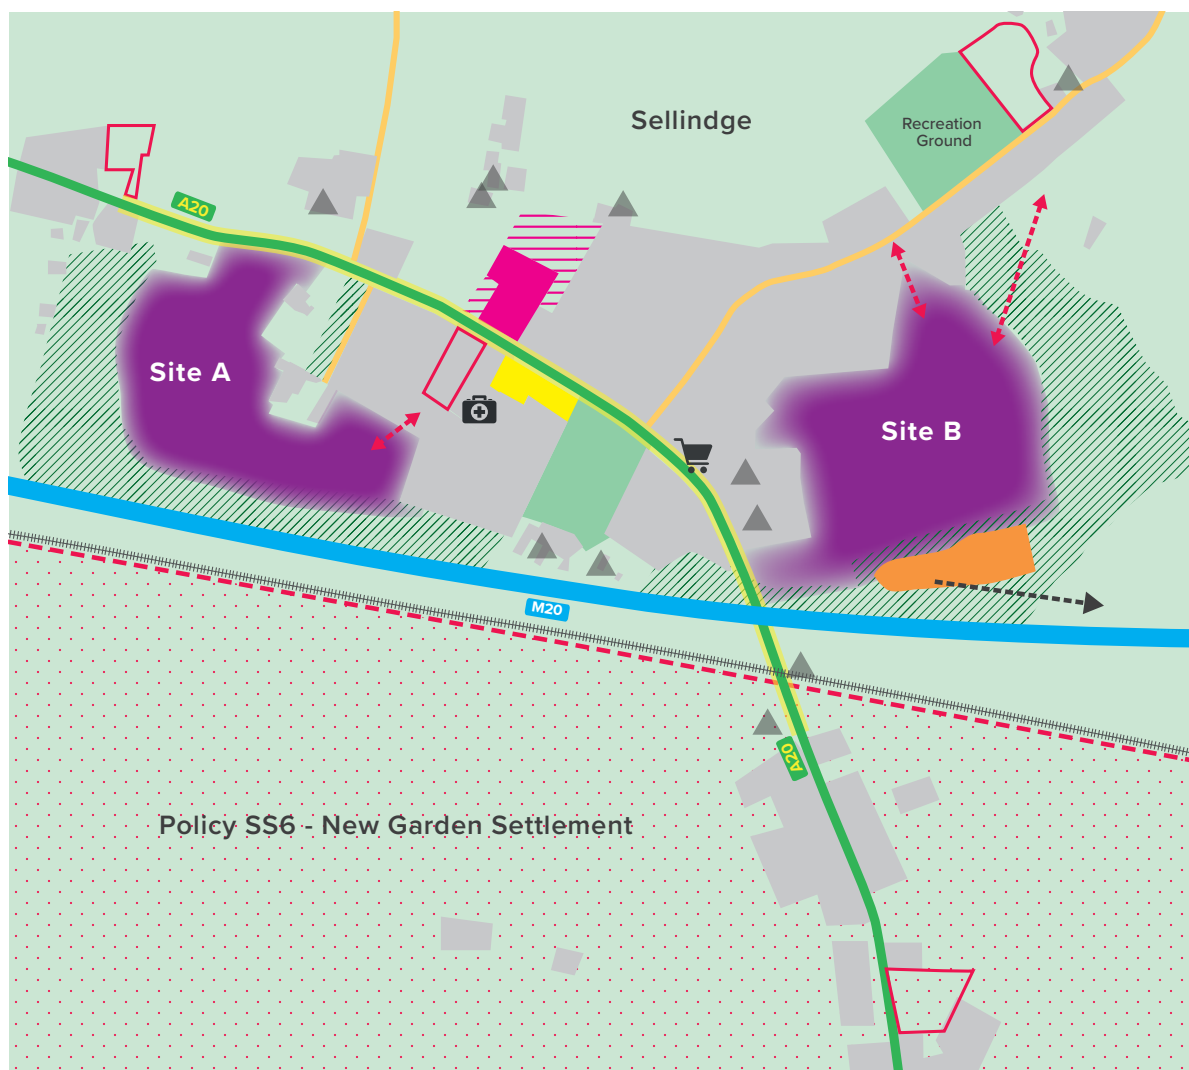 Sellindge
Recreation
Ground
A20
Site A
Site B
M20
A20
Policy SS6 - New Garden Settlement